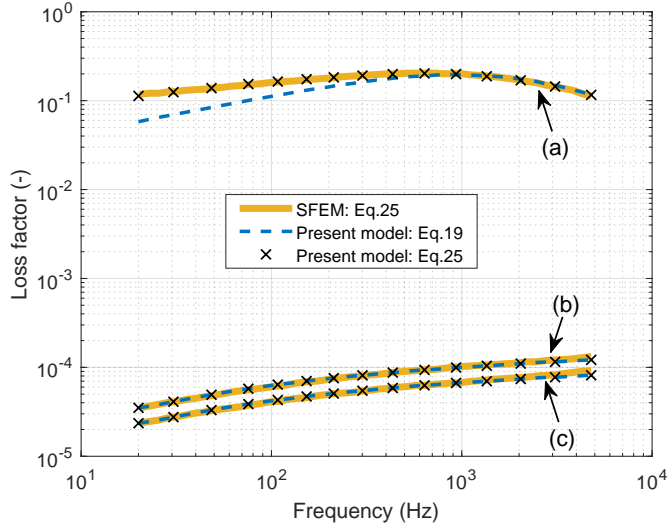 10^0
10^-1
10^-2
10^-3
10^-4
10^-5
Loss factor (-)
(a)
SFEM: Eq.25
Present model: Eq.19
Present model: Eq.25
(b)
(c)
10^1
10^2
10^3
10^4
Frequency (Hz)